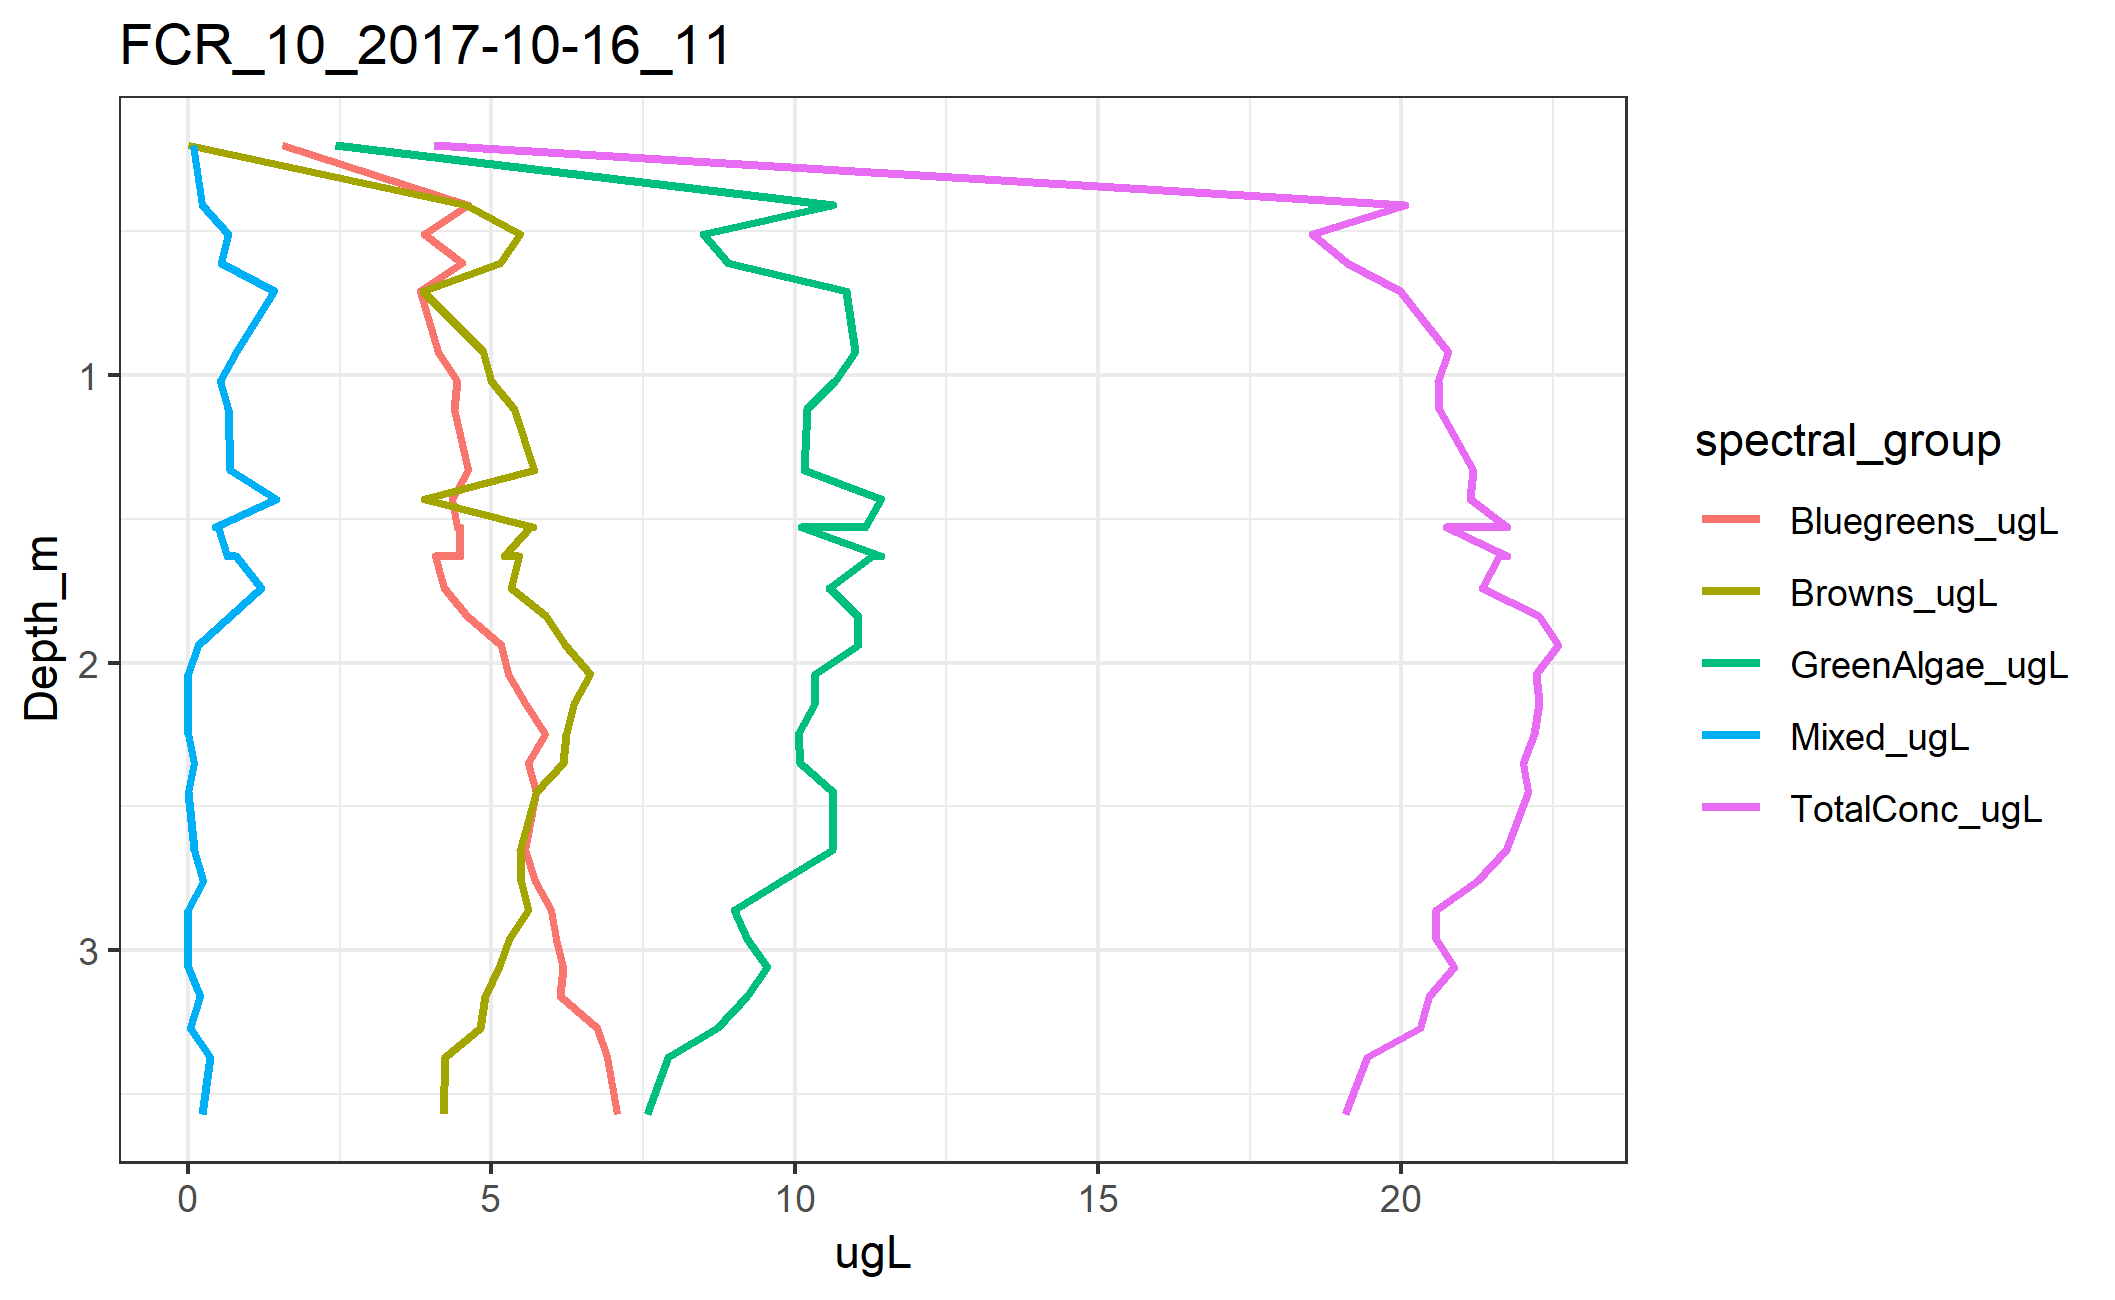 FCR_10_2017-10-16_11
Depth_m
1
2
3
0 5 10 15 20
ugL
spectral_group
Bluegreens_ugL
Browns_ugL
GreenAlgae_ugL
Mixed_ugL
TotalConc_ugL